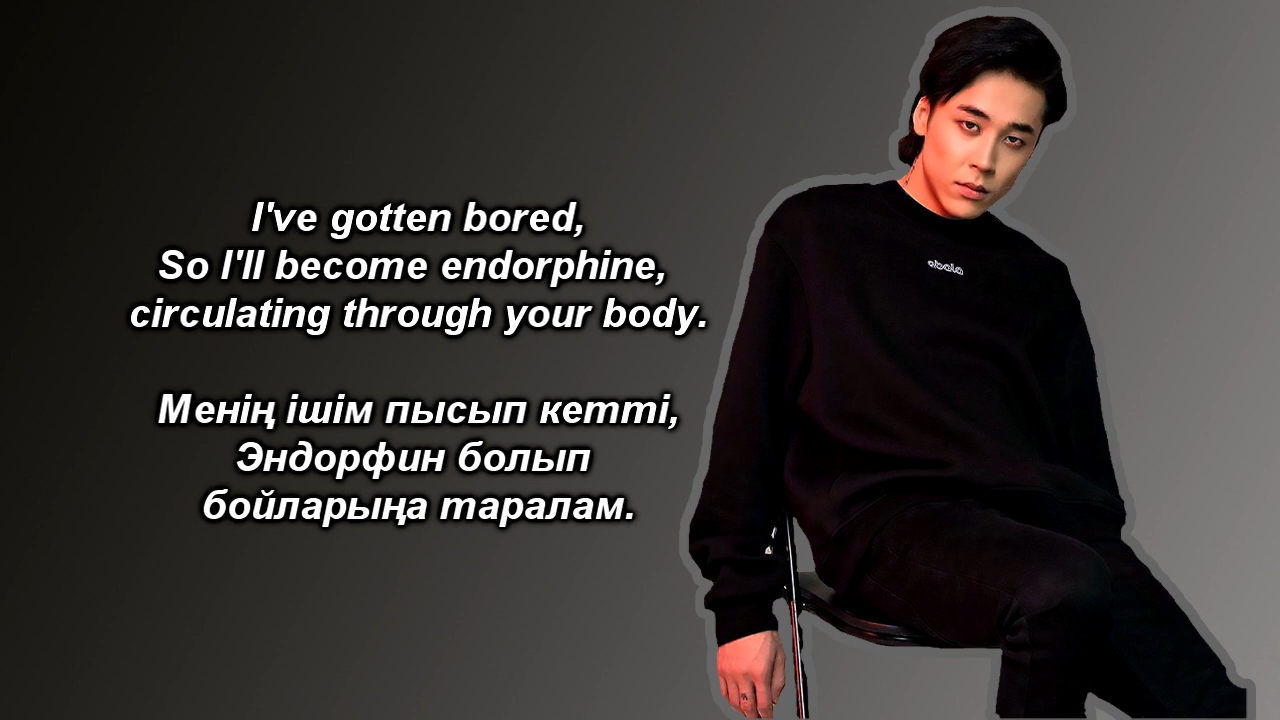 I've gotten bored,
So I'll become endorphine,
circulating through your body.
Менің ішім пысып кетті,
Эндорфин болып
бойларыңа таралам.